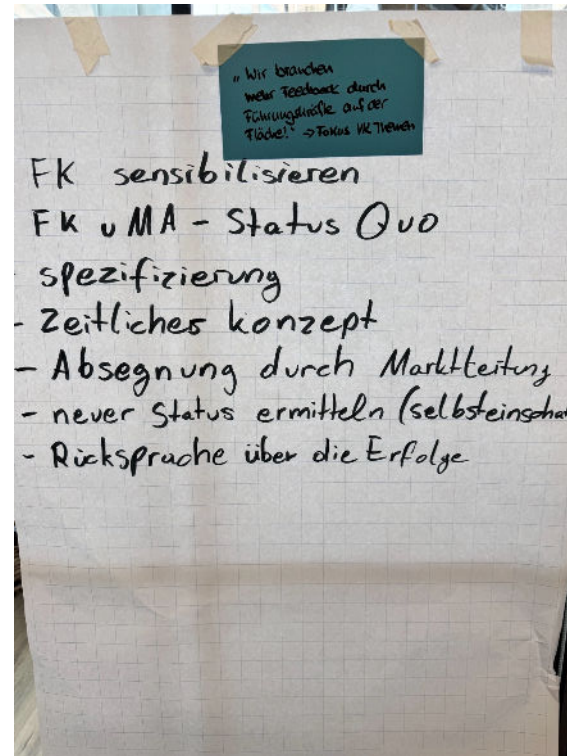 „Wir brauchen
mehr Feedback durch
Führungskräfte auf der
Fläche!“ → Fokus VK Themen
FK sensibilisieren
FK u MA - Status Quo
spezifizierung
- Zeitliches konzept
- Absegnung durch Marktleitung
- neuer Status ermitteln (selbsteinschät
- Rücksprache über die Erfolge